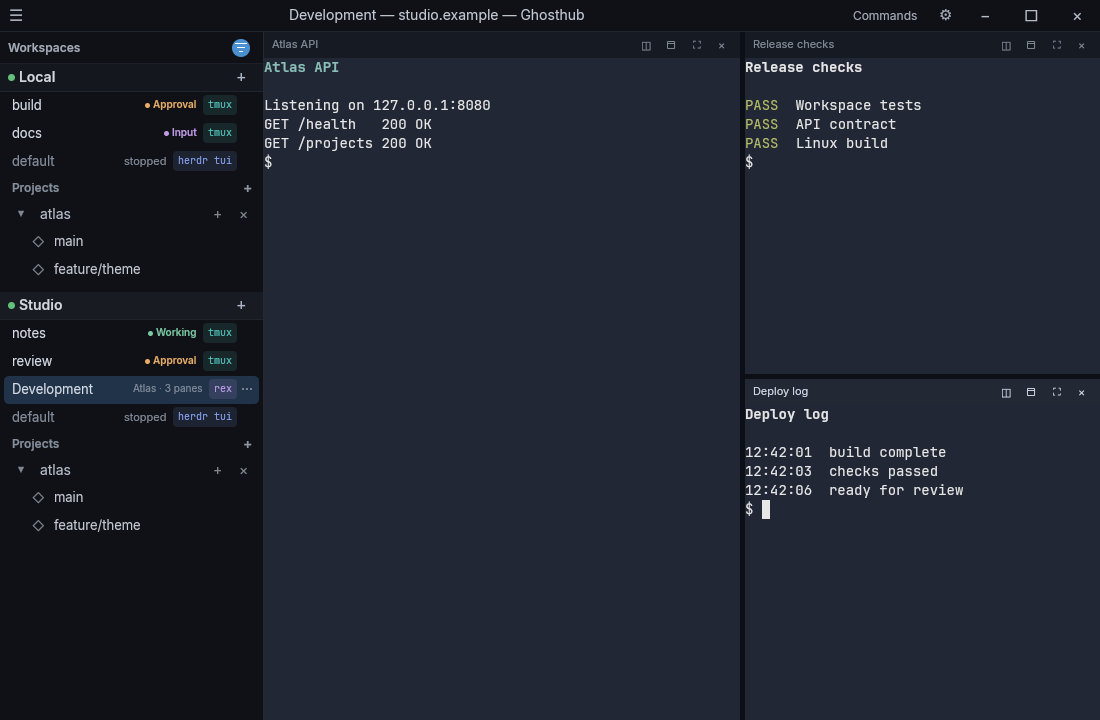 Development — studio.example — Ghosthub
Commands
Workspaces
Local
build Approval tmux
docs Input tmux
default stopped herdr tui
Projects
atlas
main
feature/theme
Studio
notes Working tmux
review Approval tmux
Development Atlas · 3 panes rex ···
default stopped herdr tui
Projects
atlas
main
feature/theme
Atlas API
Atlas API
Listening on 127.0.0.1:8080
GET /health 200 OK
GET /projects 200 OK
$
Release checks
Release checks
PASS Workspace tests
PASS API contract
PASS Linux build
$
Deploy log
Deploy log
12:42:01 build complete
12:42:03 checks passed
12:42:06 ready for review
$